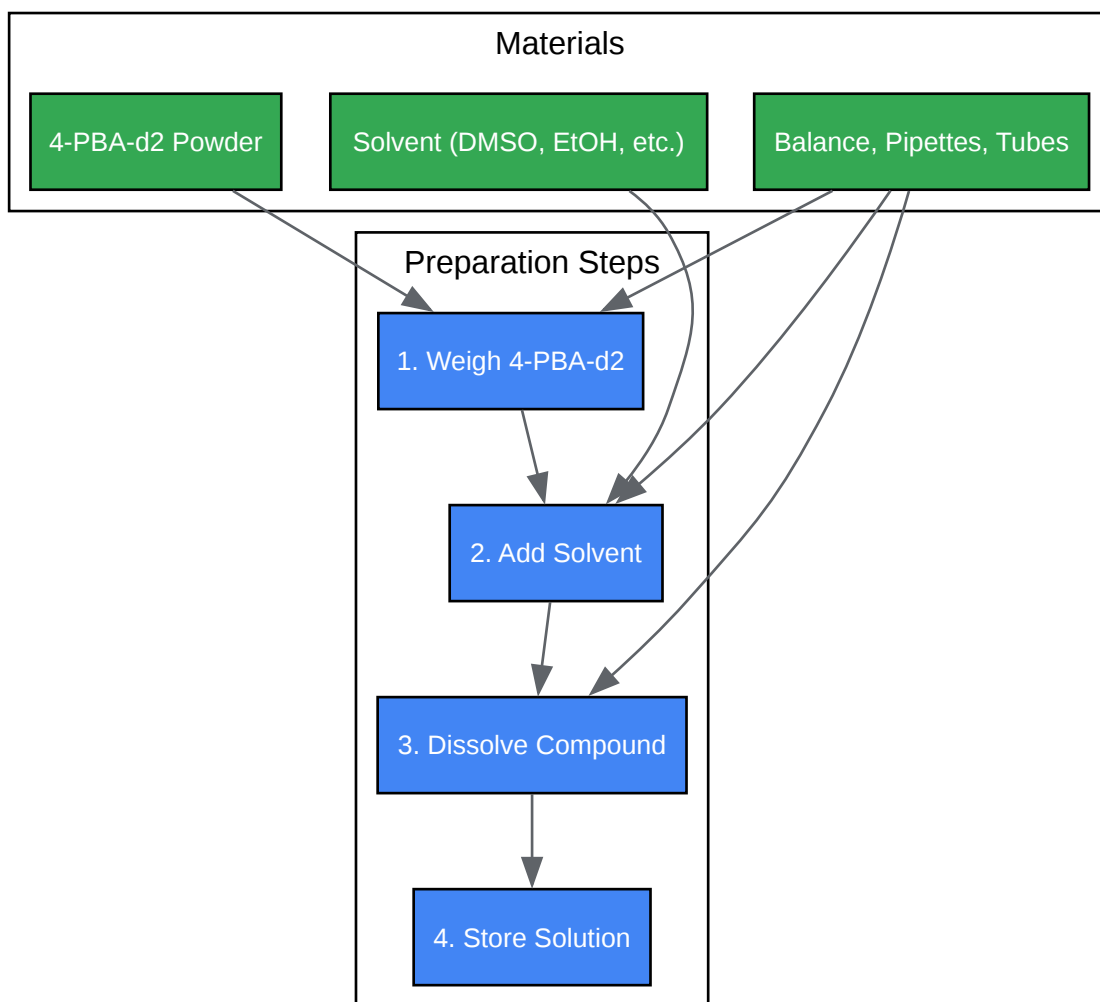 Materials
4-PBA-d2 Powder
Solvent (DMSO, EtOH, etc.)
Balance, Pipettes, Tubes
Preparation Steps
1. Weigh 4-PBA-d2
2. Add Solvent
3. Dissolve Compound
4. Store Solution